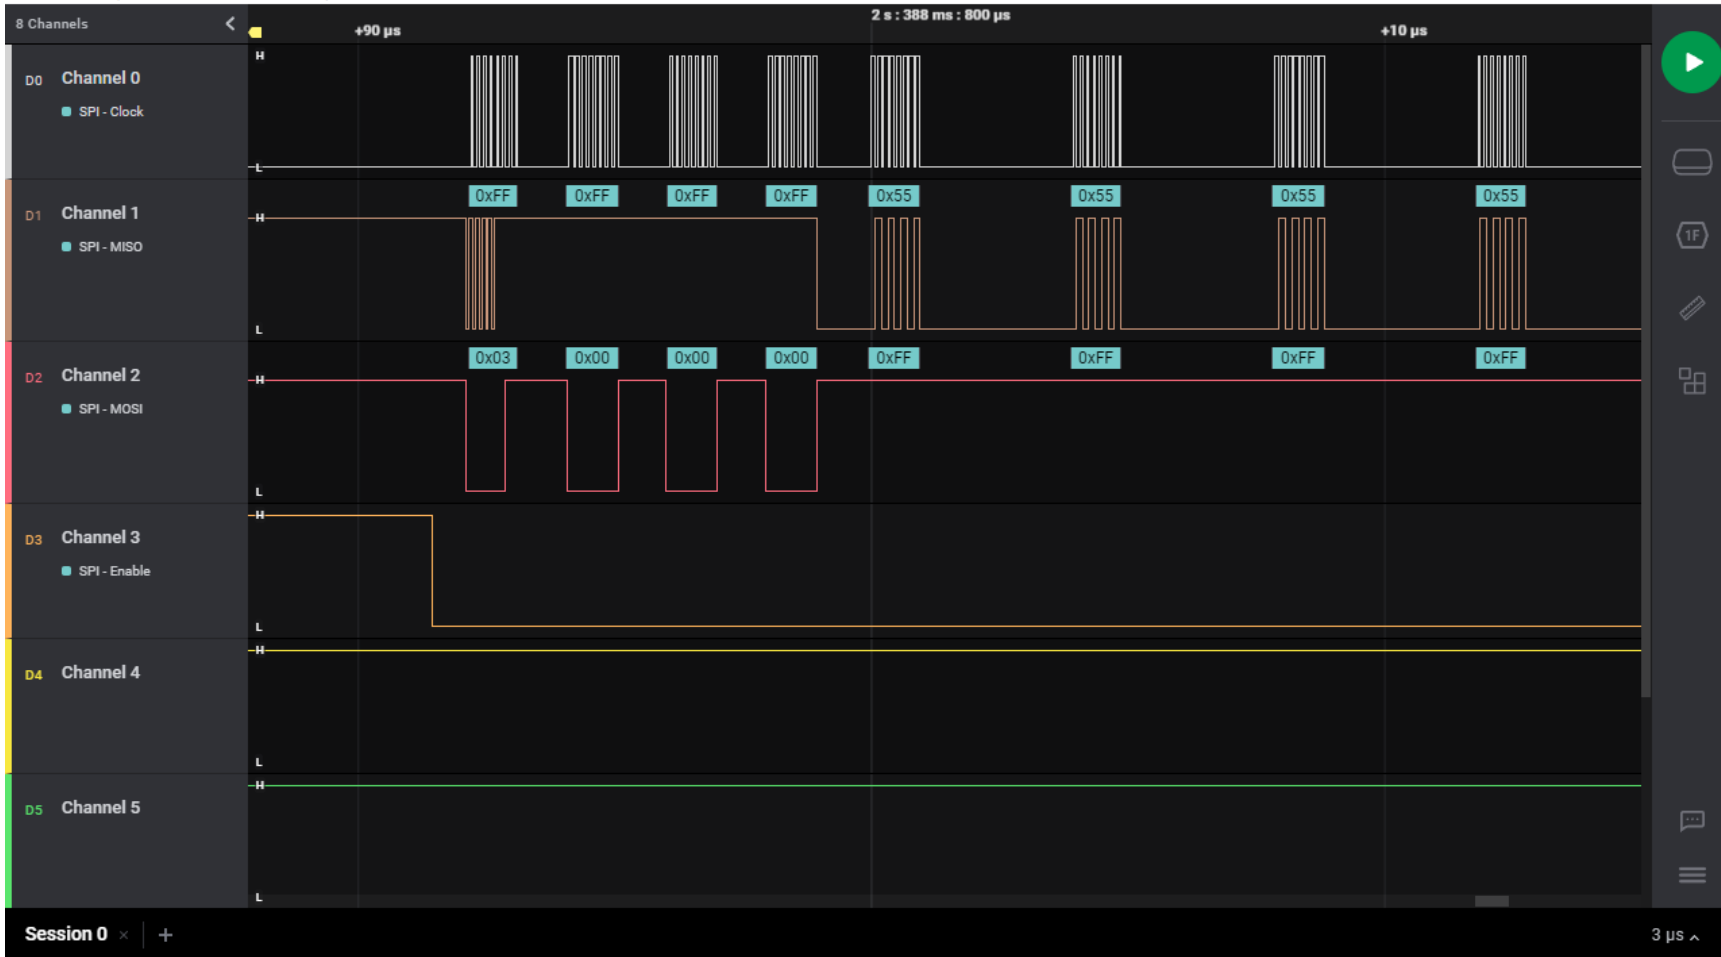 8 Channels
2 s : 388 ms : 800 µs
+90 µs
+10 µs
D0 Channel 0
SPI - Clock
H
L
D1 Channel 1
SPI - MISO
H
L
0xFF 0xFF 0xFF 0xFF 0x55 0x55 0x55 0x55
D2 Channel 2
SPI - MOSI
H
L
0x03 0x00 0x00 0x00 0xFF 0xFF 0xFF 0xFF
D3 Channel 3
SPI - Enable
H
L
D4 Channel 4
H
L
D5 Channel 5
H
L
1F
Session 0 × +
3 µs